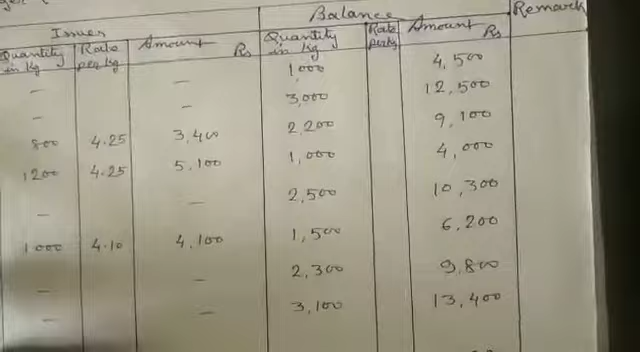 Balance
Remark
Issues
Quantity in Kg Rate per kg Amount Rs Quantity in Kg Rate per kg Amount Rs
— — 1,000 4,500
— — 3,000 12,500
800 4.25 3,400 2,200 9,100
1200 4.25 5,100 1,000 4,000
— — 2,500 10,300
1000 4.10 4,100 1,500 6,200
— — 2,300 9,800
— — 3,100 13,400